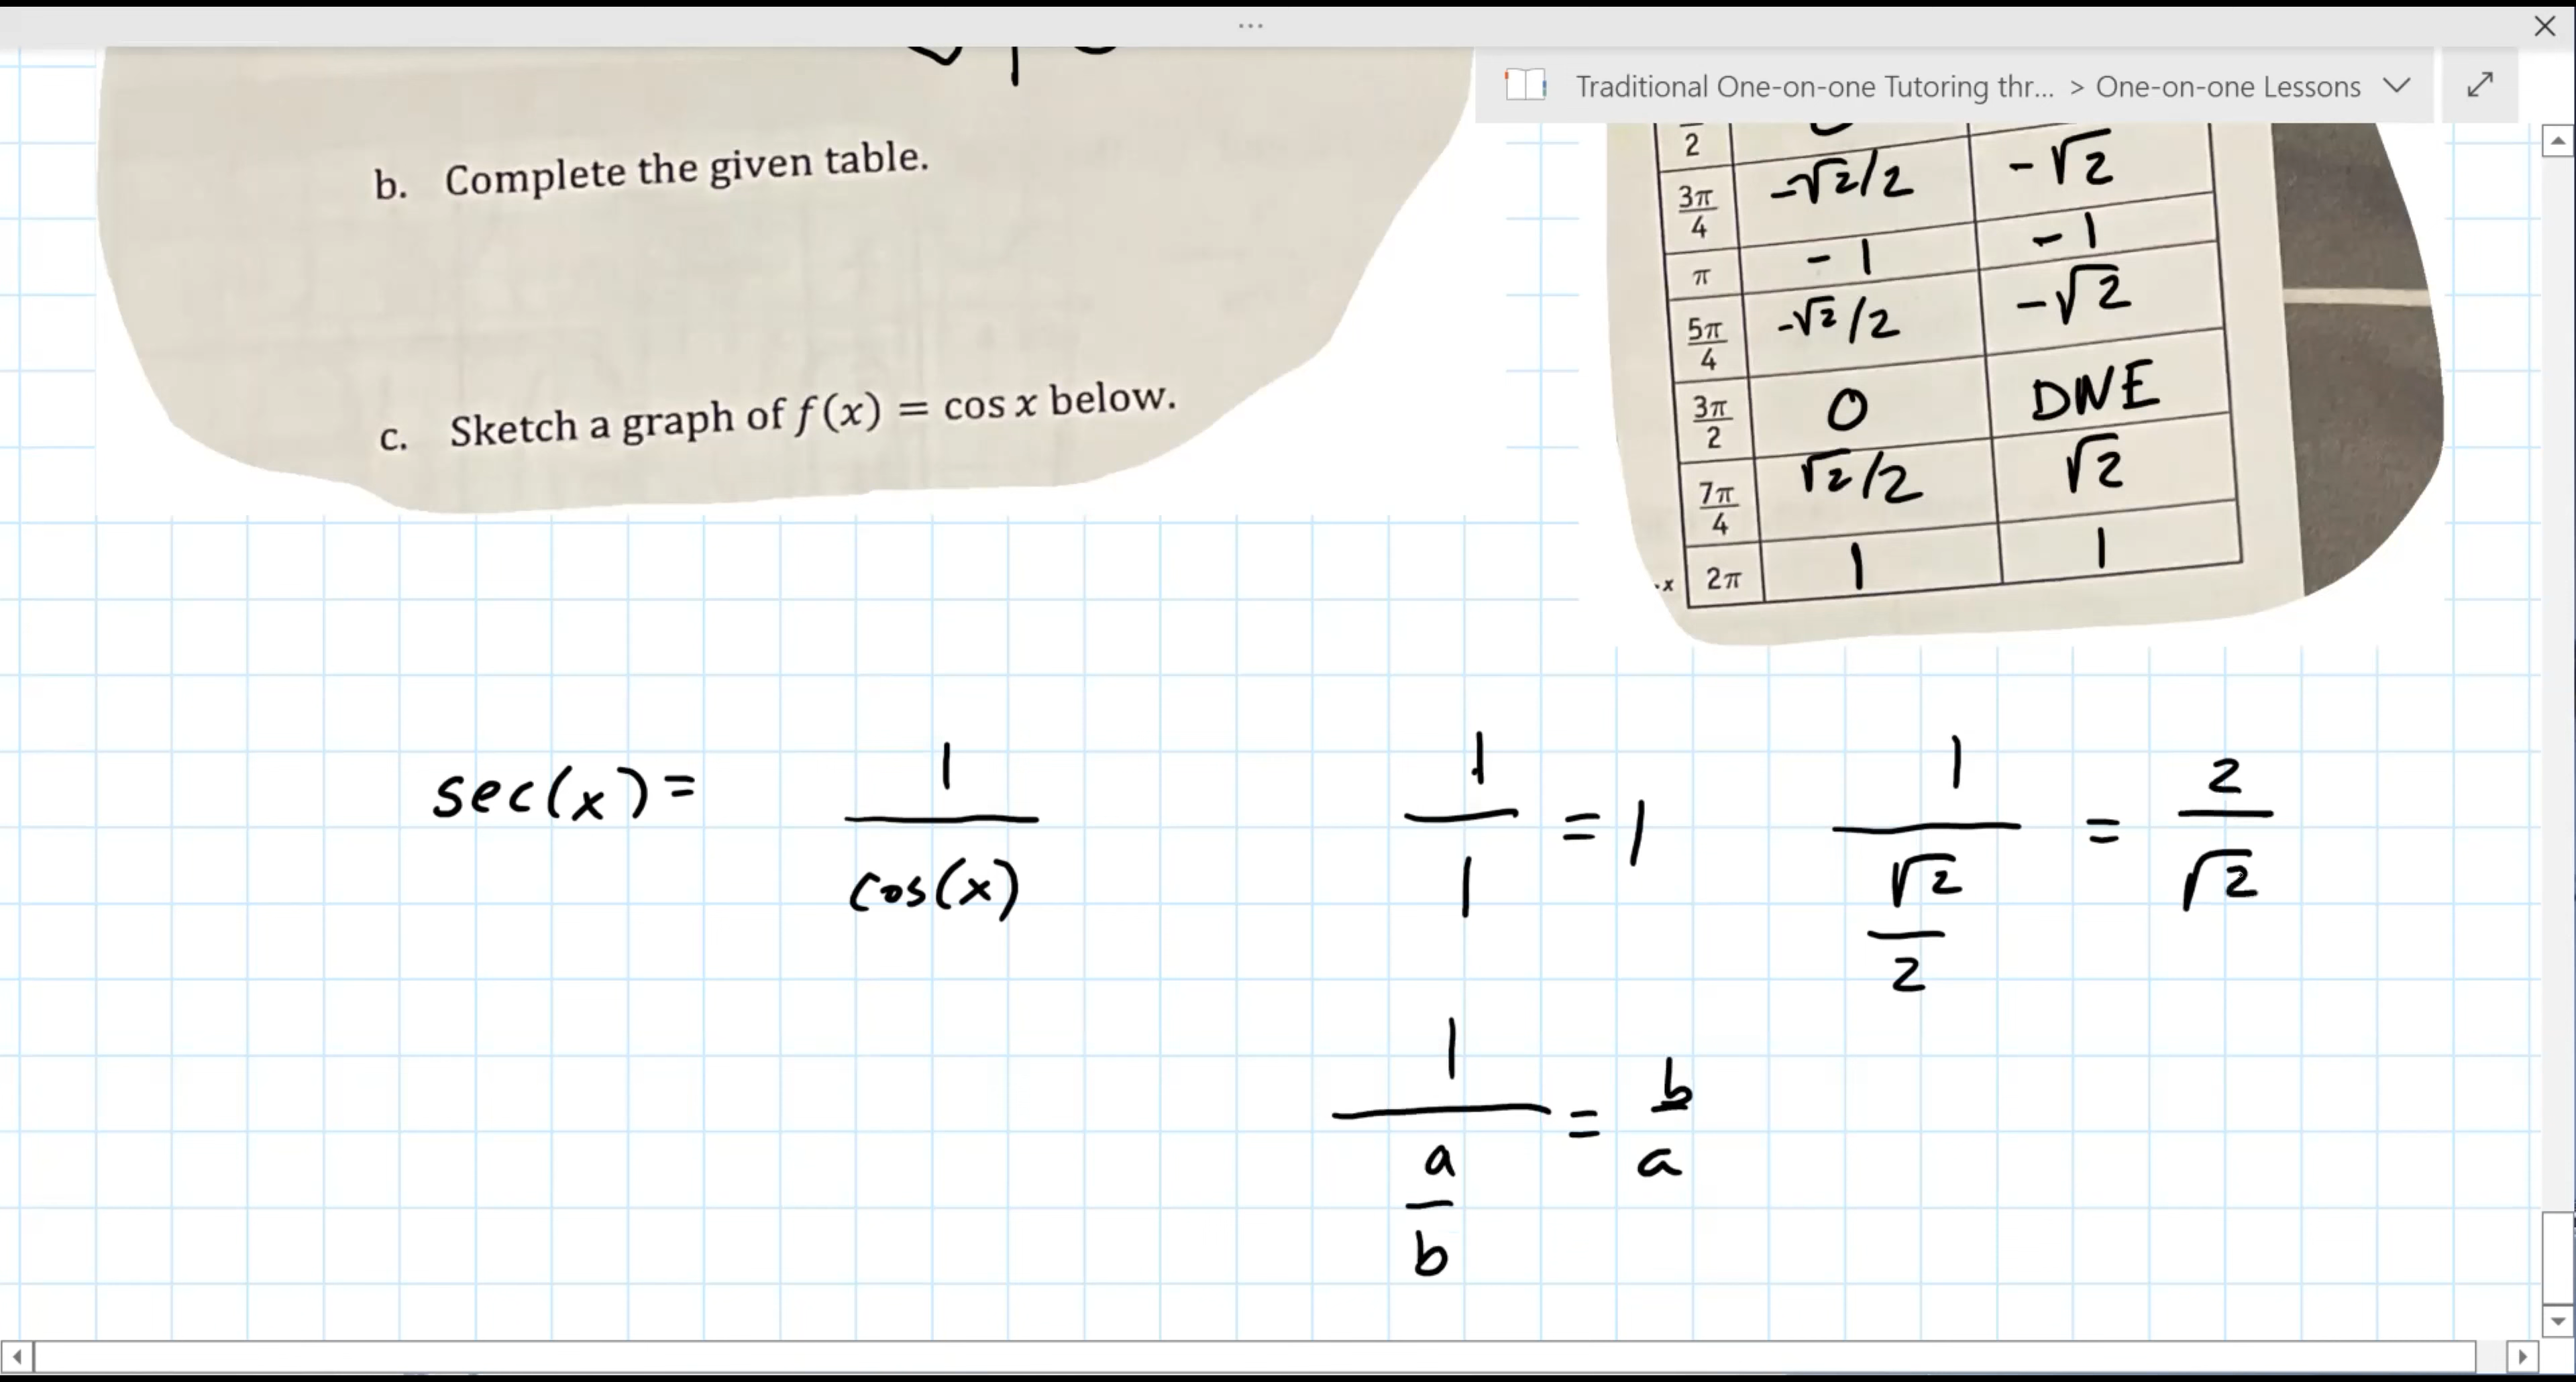 Traditional One-on-one Tutoring thr... > One-on-one Lessons
b. Complete the given table.
c. Sketch a graph of f(x) = cos x below.
2
3π/4 -√2/2 -√2
π -1 -1
5π/4 -√2/2 -√2
3π/2 0 DNE
7π/4 √2/2 √2
x 2π 1 1
sec(x) = 1/cos(x)
1/1 = 1
1/(√2/2) = 2/√2
1/(a/b) = b/a